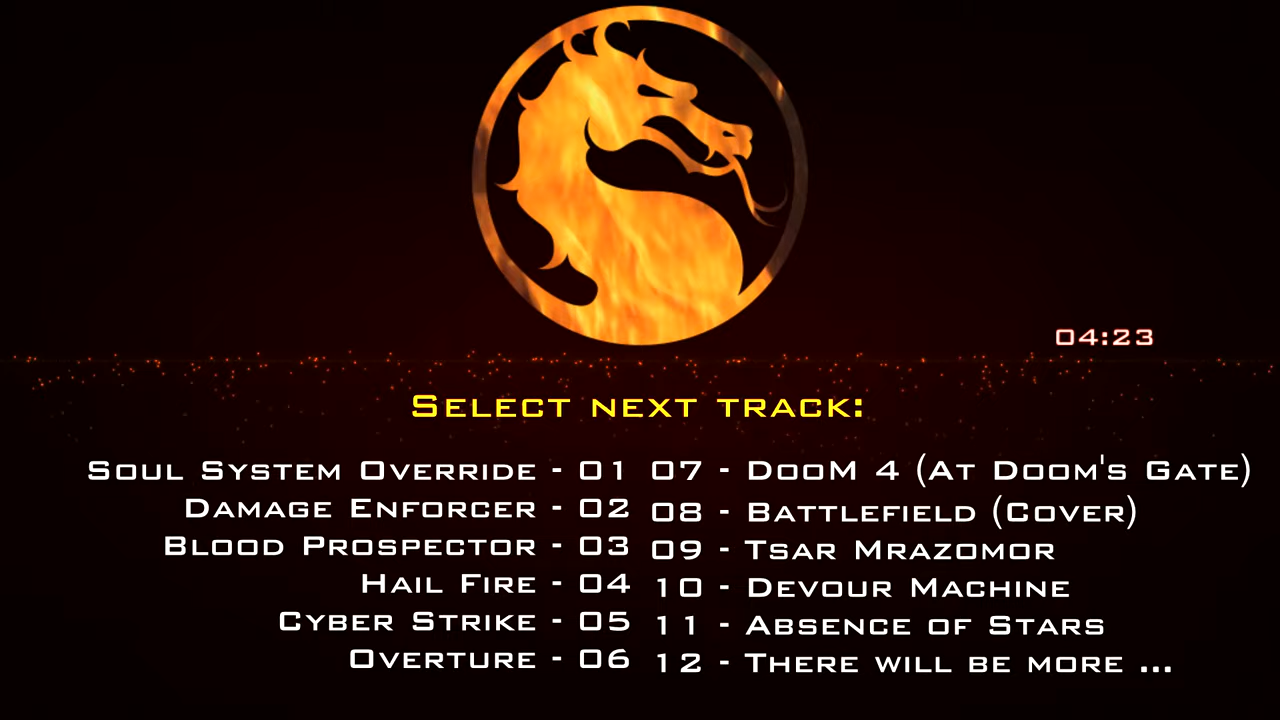 04:23
Select next track:
Soul System Override - 01
Damage Enforcer - 02
Blood Prospector - 03
Hail Fire - 04
Cyber Strike - 05
Overture - 06
07 - DooM 4 (At Doom's Gate)
08 - Battlefield (Cover)
09 - Tsar Mrazomor
10 - Devour Machine
11 - Absence of Stars
12 - There will be more ...